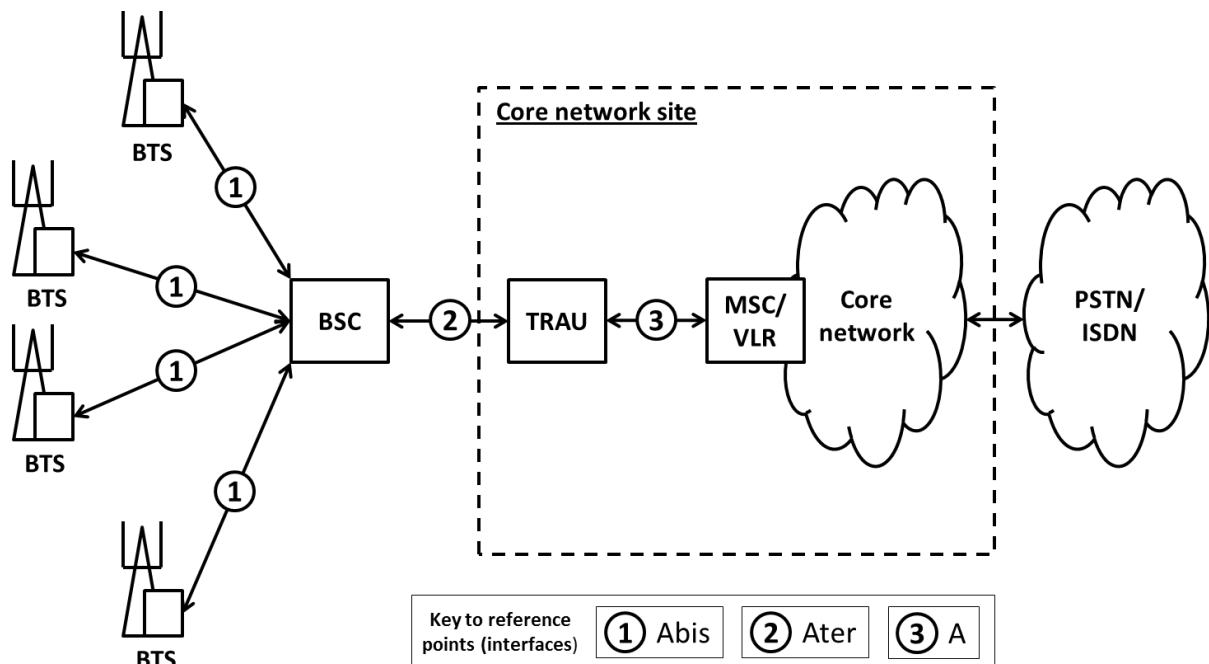 BTS
1
Core network site
BTS
1
BTS
1
BSC
2
TRAU
3
MSC/
VLR
Core
network
PSTN/
ISDN
1
BTS
Key to reference
points (interfaces)
1 Abis
2 Ater
3 A